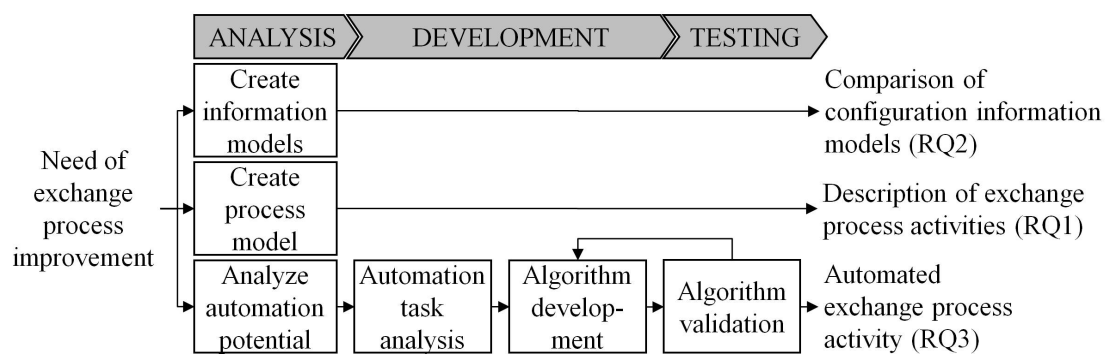 ANALYSIS
DEVELOPMENT
TESTING
Need of
exchange
process
improvement
Create
information
models
Comparison of
configuration information
models (RQ2)
Create
process
model
Description of exchange
process activities (RQ1)
Analyze
automation
potential
Automation
task
analysis
Algorithm
develop-
ment
Algorithm
validation
Automated
exchange process
activity (RQ3)